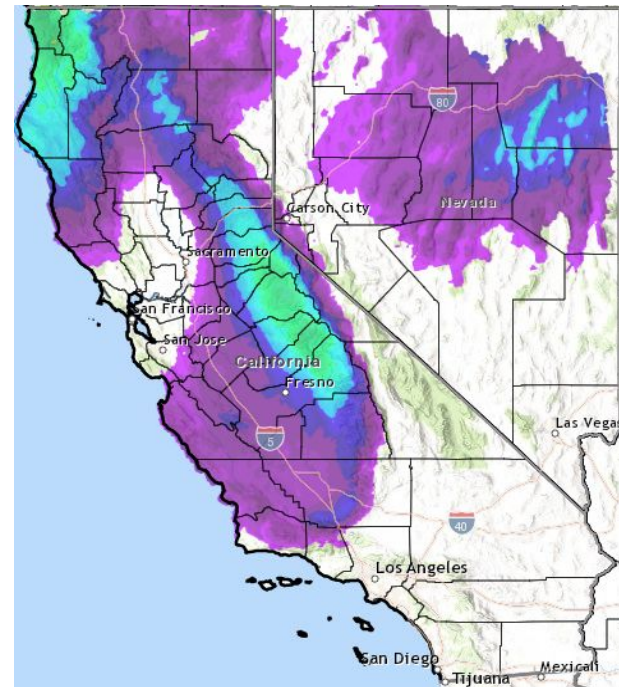 80
Nevada
Carson City
Sacramento
San Francisco
San Jose
California
Fresno
5
Las Vegas
40
Los Angeles
San Diego
Tijuana
Mexicali